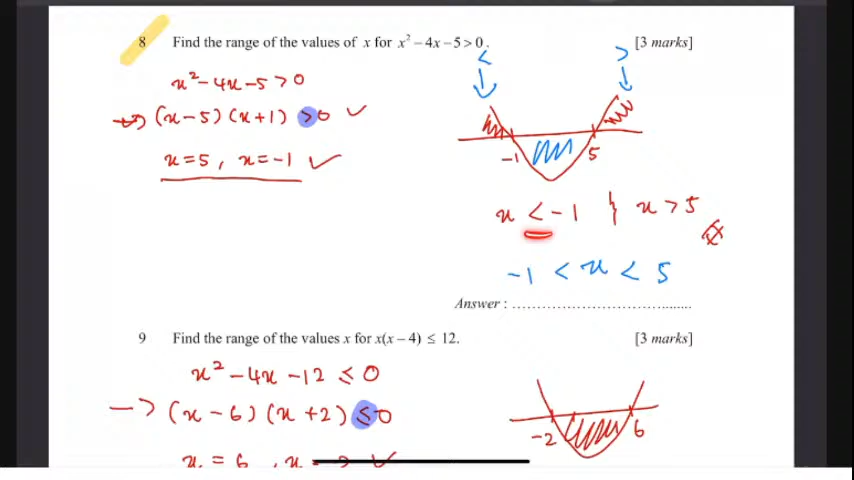 8 Find the range of the values of x for x² – 4x – 5 > 0. [3 marks]
x² – 4x – 5 > 0
(x – 5) (x + 1) > 0 ✓
x = 5 , x = –1 ✓
< >
–1 5
x < –1 } x > 5
–1 < x < 5
Answer : ....................................
9 Find the range of the values x for x(x – 4) ≤ 12. [3 marks]
x² – 4x – 12 ≤ 0
(x – 6) (x + 2) ≤ 0
–2 6
x = 6 , x =